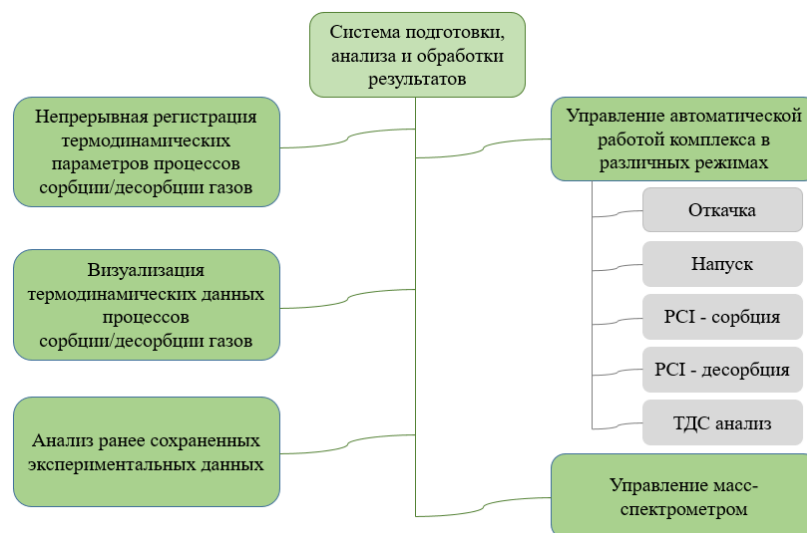 Система подготовки,
анализа и обработки
результатов
Непрерывная регистрация
термодинамических
параметров процессов
сорбции/десорбции газов
Управление автоматической
работой комплекса в
различных режимах
Откачка
Напуск
PCI - сорбция
PCI - десорбция
ТДС анализ
Визуализация
термодинамических данных
процессов
сорбции/десорбции газов
Анализ ранее сохраненных
экспериментальных данных
Управление масс-
спектрометром